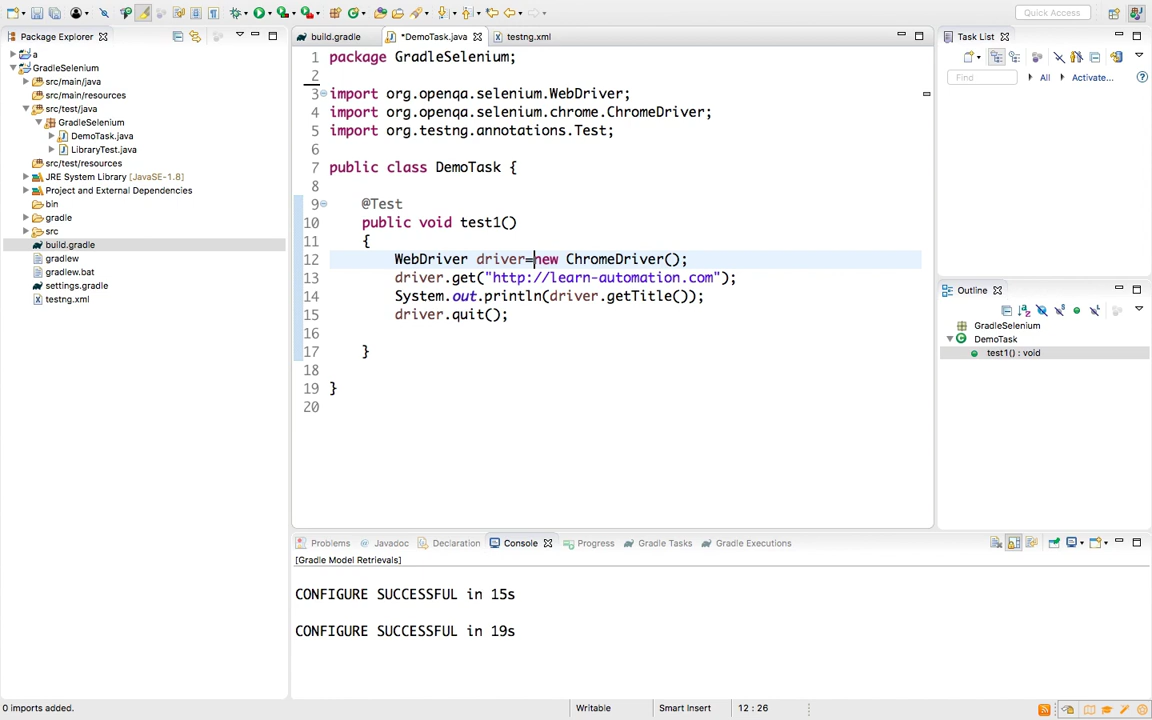 Quick Access
Package Explorer
a
GradleSelenium
src/main/java
src/main/resources
src/test/java
GradleSelenium
DemoTask.java
LibraryTest.java
src/test/resources
JRE System Library [JavaSE-1.8]
Project and External Dependencies
bin
gradle
src
build.gradle
gradlew
gradlew.bat
settings.gradle
testng.xml
build.gradle
*DemoTask.java
testng.xml
1 package GradleSelenium;
2
3 import org.openqa.selenium.WebDriver;
4 import org.openqa.selenium.chrome.ChromeDriver;
5 import org.testng.annotations.Test;
6
7 public class DemoTask {
8
9 @Test
10 public void test1()
11 {
12 WebDriver driver=new ChromeDriver();
13 driver.get("http://learn-automation.com");
14 System.out.println(driver.getTitle());
15 driver.quit();
16
17 }
18
19 }
20
Task List
Find
All
Activate...
Outline
GradleSelenium
DemoTask
test1() : void
Problems
Javadoc
Declaration
Console
Progress
Gradle Tasks
Gradle Executions
[Gradle Model Retrievals]
CONFIGURE SUCCESSFUL in 15s
CONFIGURE SUCCESSFUL in 19s
0 imports added.
Writable
Smart Insert
12 : 26